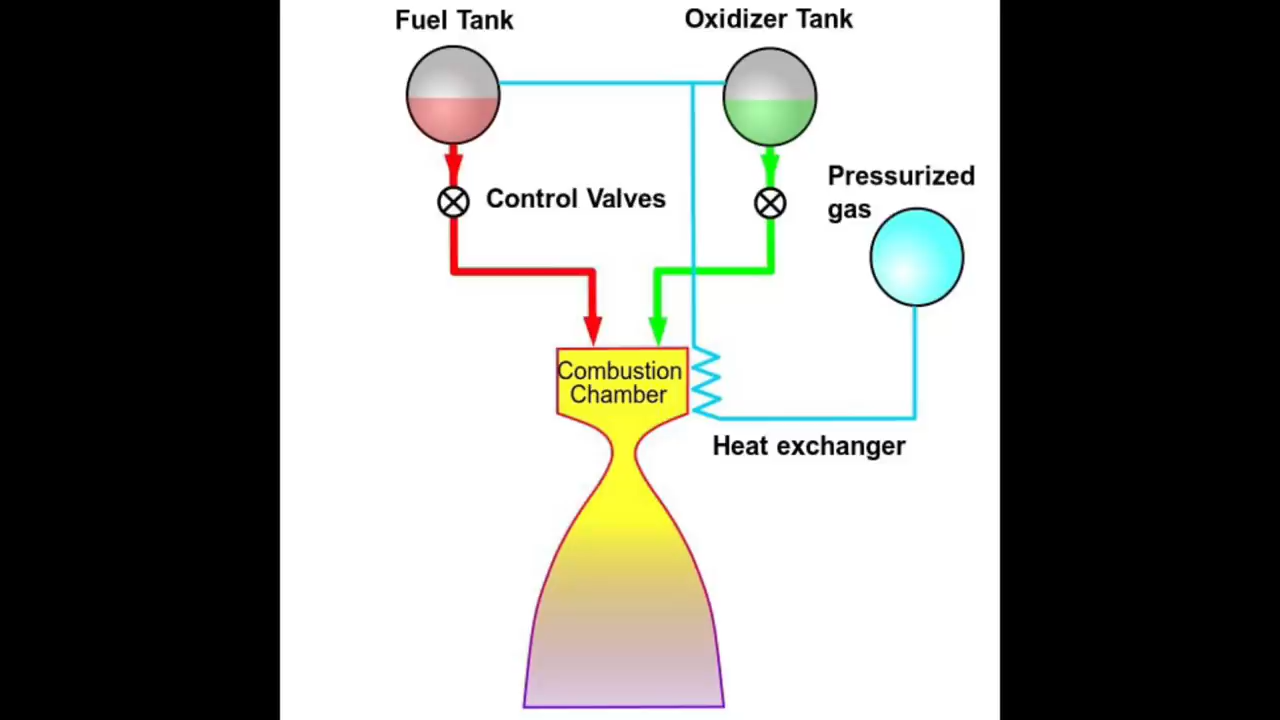 Fuel Tank
Oxidizer Tank
Control Valves
Pressurized
gas
Combustion
Chamber
Heat exchanger